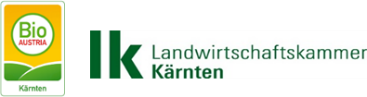 Bio
AUSTRIA
Kärnten
lk Landwirtschaftskammer
Kärnten